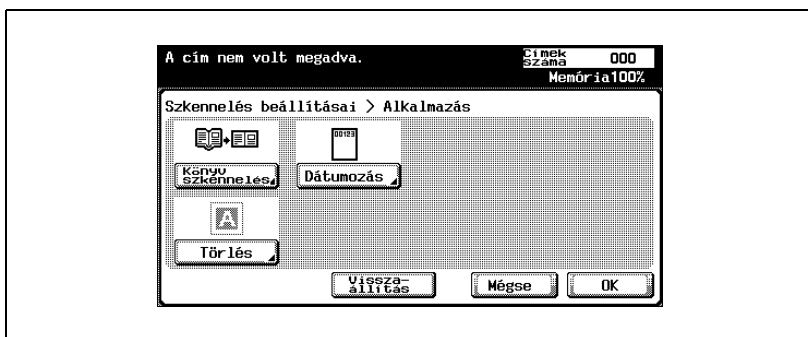 A cím nem volt megadva.
Címek
száma
000
Memória100%
Szkennelés beállításai > Alkalmazás
00123
Könyv
szkennelés
Dátumozás
A
Törlés
Vissza-
állítás
Mégse
OK